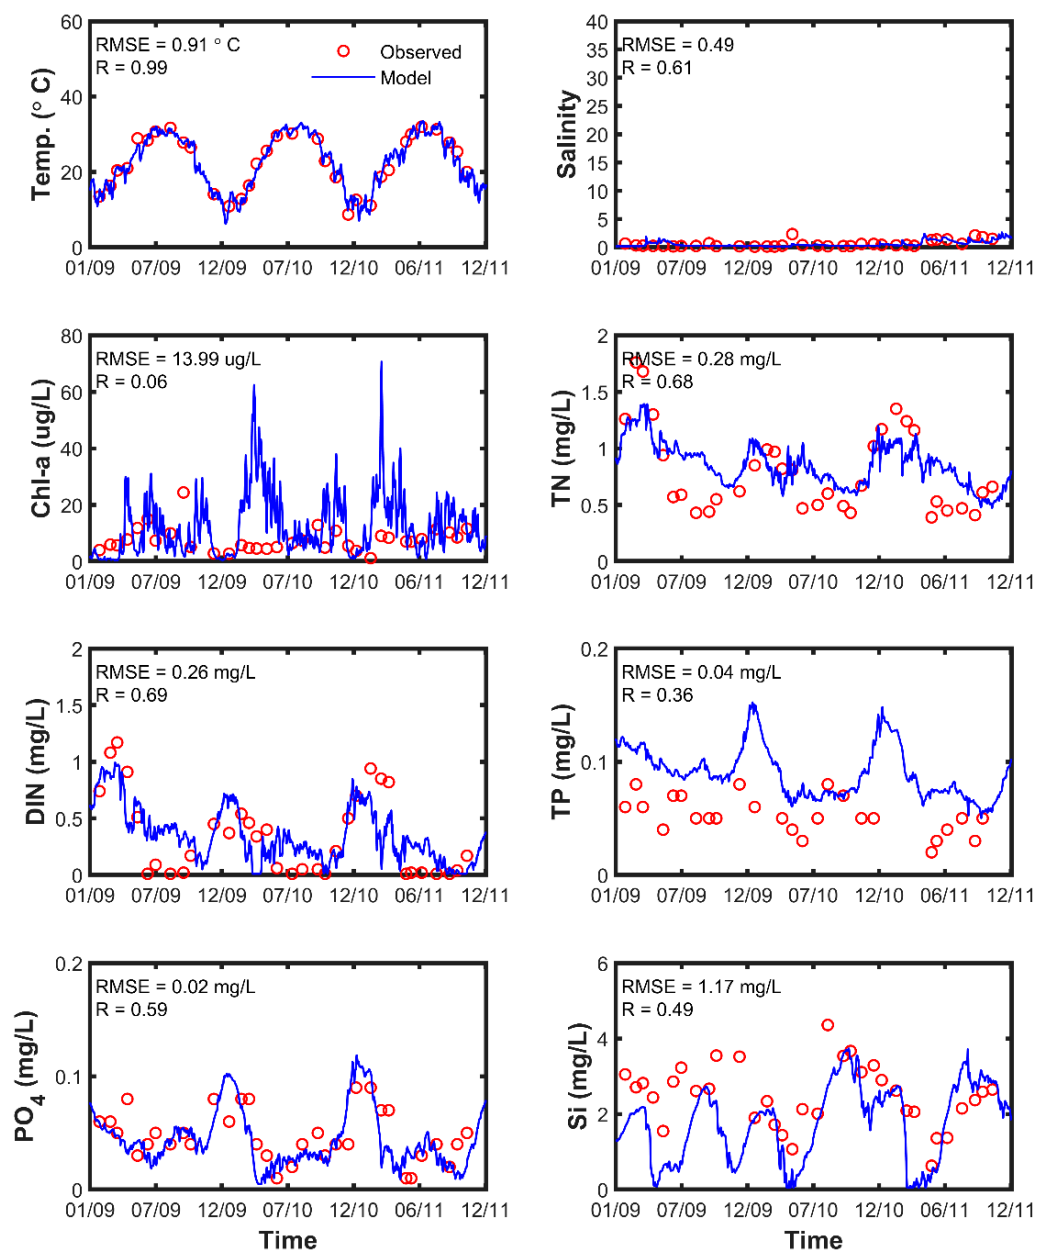 60
40
20
0
Temp. (° C)
RMSE = 0.91 ° C
R = 0.99
Observed
Model
01/09 07/09 12/09 07/10 12/10 06/11 12/11
40
35
30
25
20
15
10
5
0
Salinity
RMSE = 0.49
R = 0.61
01/09 07/09 12/09 07/10 12/10 06/11 12/11
80
60
40
20
0
Chl-a (ug/L)
RMSE = 13.99 ug/L
R = 0.06
01/09 07/09 12/09 07/10 12/10 06/11 12/11
2
1.5
1
0.5
0
TN (mg/L)
RMSE = 0.28 mg/L
R = 0.68
01/09 07/09 12/09 07/10 12/10 06/11 12/11
2
1.5
1
0.5
0
DIN (mg/L)
RMSE = 0.26 mg/L
R = 0.69
01/09 07/09 12/09 07/10 12/10 06/11 12/11
0.2
0.1
0
TP (mg/L)
RMSE = 0.04 mg/L
R = 0.36
01/09 07/09 12/09 07/10 12/10 06/11 12/11
0.2
0.1
0
PO4 (mg/L)
RMSE = 0.02 mg/L
R = 0.59
01/09 07/09 12/09 07/10 12/10 06/11 12/11
Time
6
4
2
0
Si (mg/L)
RMSE = 1.17 mg/L
R = 0.49
01/09 07/09 12/09 07/10 12/10 06/11 12/11
Time